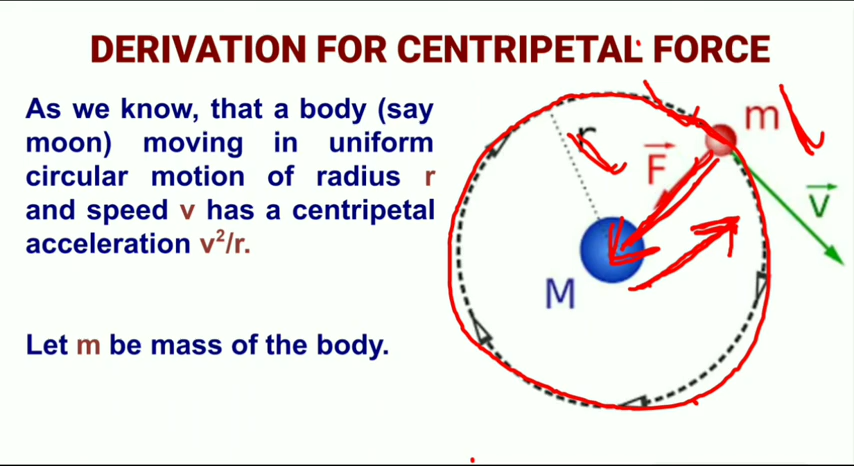 DERIVATION FOR CENTRIPETAL FORCE
As we know, that a body (say
moon) moving in uniform
circular motion of radius r
and speed v has a centripetal
acceleration v²/r.
Let m be mass of the body.
r
m
F⃗
v⃗
M